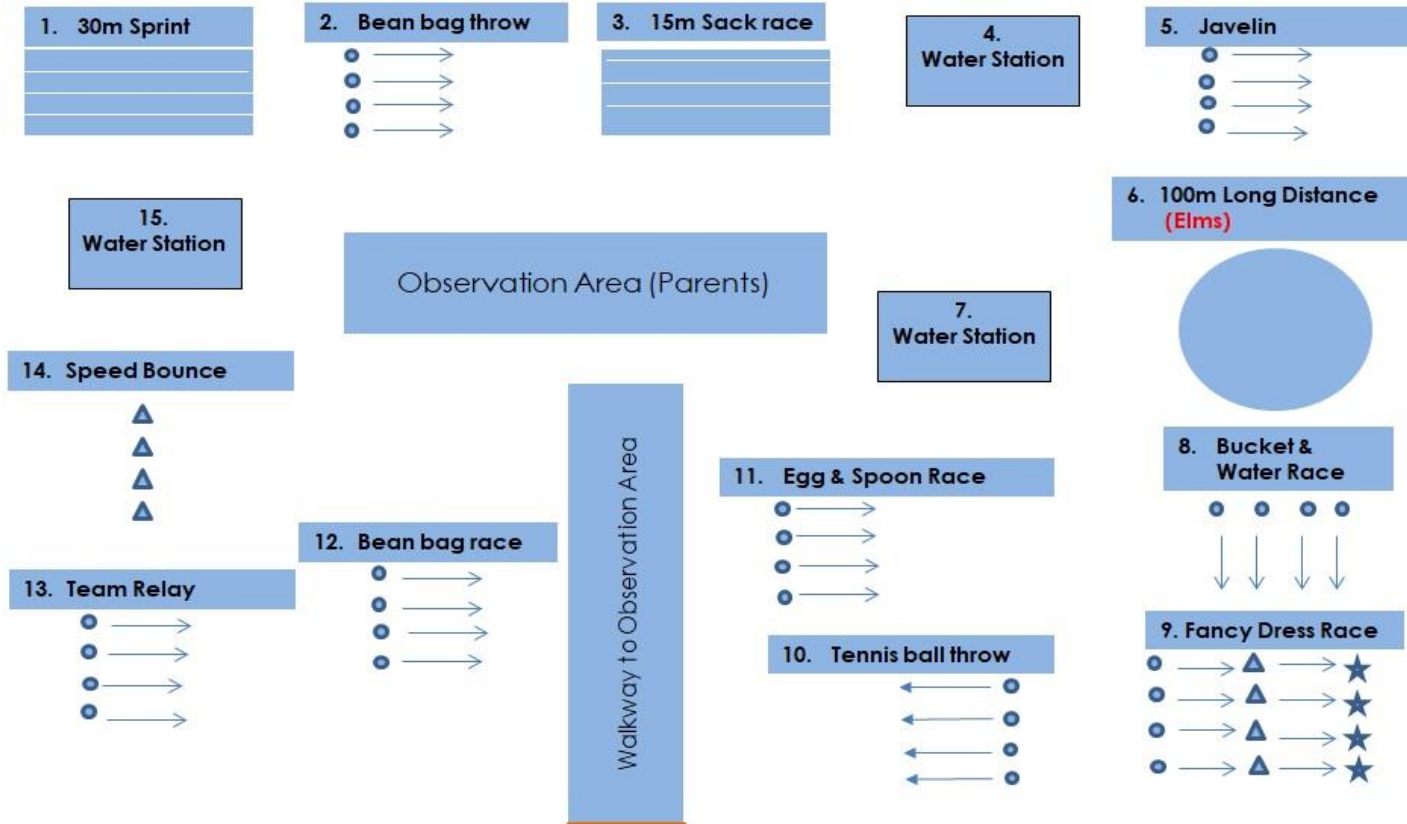 1. 30m Sprint
2. Bean bag throw
3. 15m Sack race
4.
Water Station
5. Javelin
6. 100m Long Distance
(Elms)
15.
Water Station
Observation Area (Parents)
7.
Water Station
14. Speed Bounce
8. Bucket &
Water Race
11. Egg & Spoon Race
12. Bean bag race
13. Team Relay
Walkway to Observation Area
10. Tennis ball throw
9. Fancy Dress Race